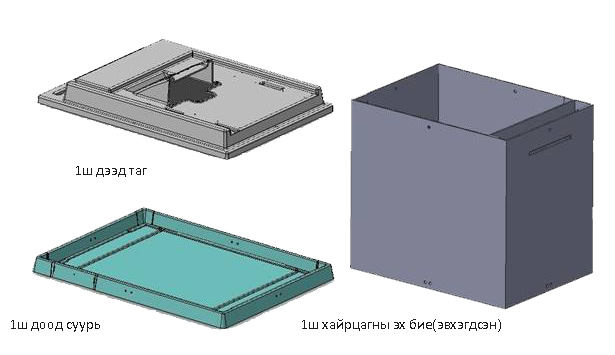 1ш дээд таг
1ш доод суурь
1ш хайрцагны эх бие(эвхэгдсэн)